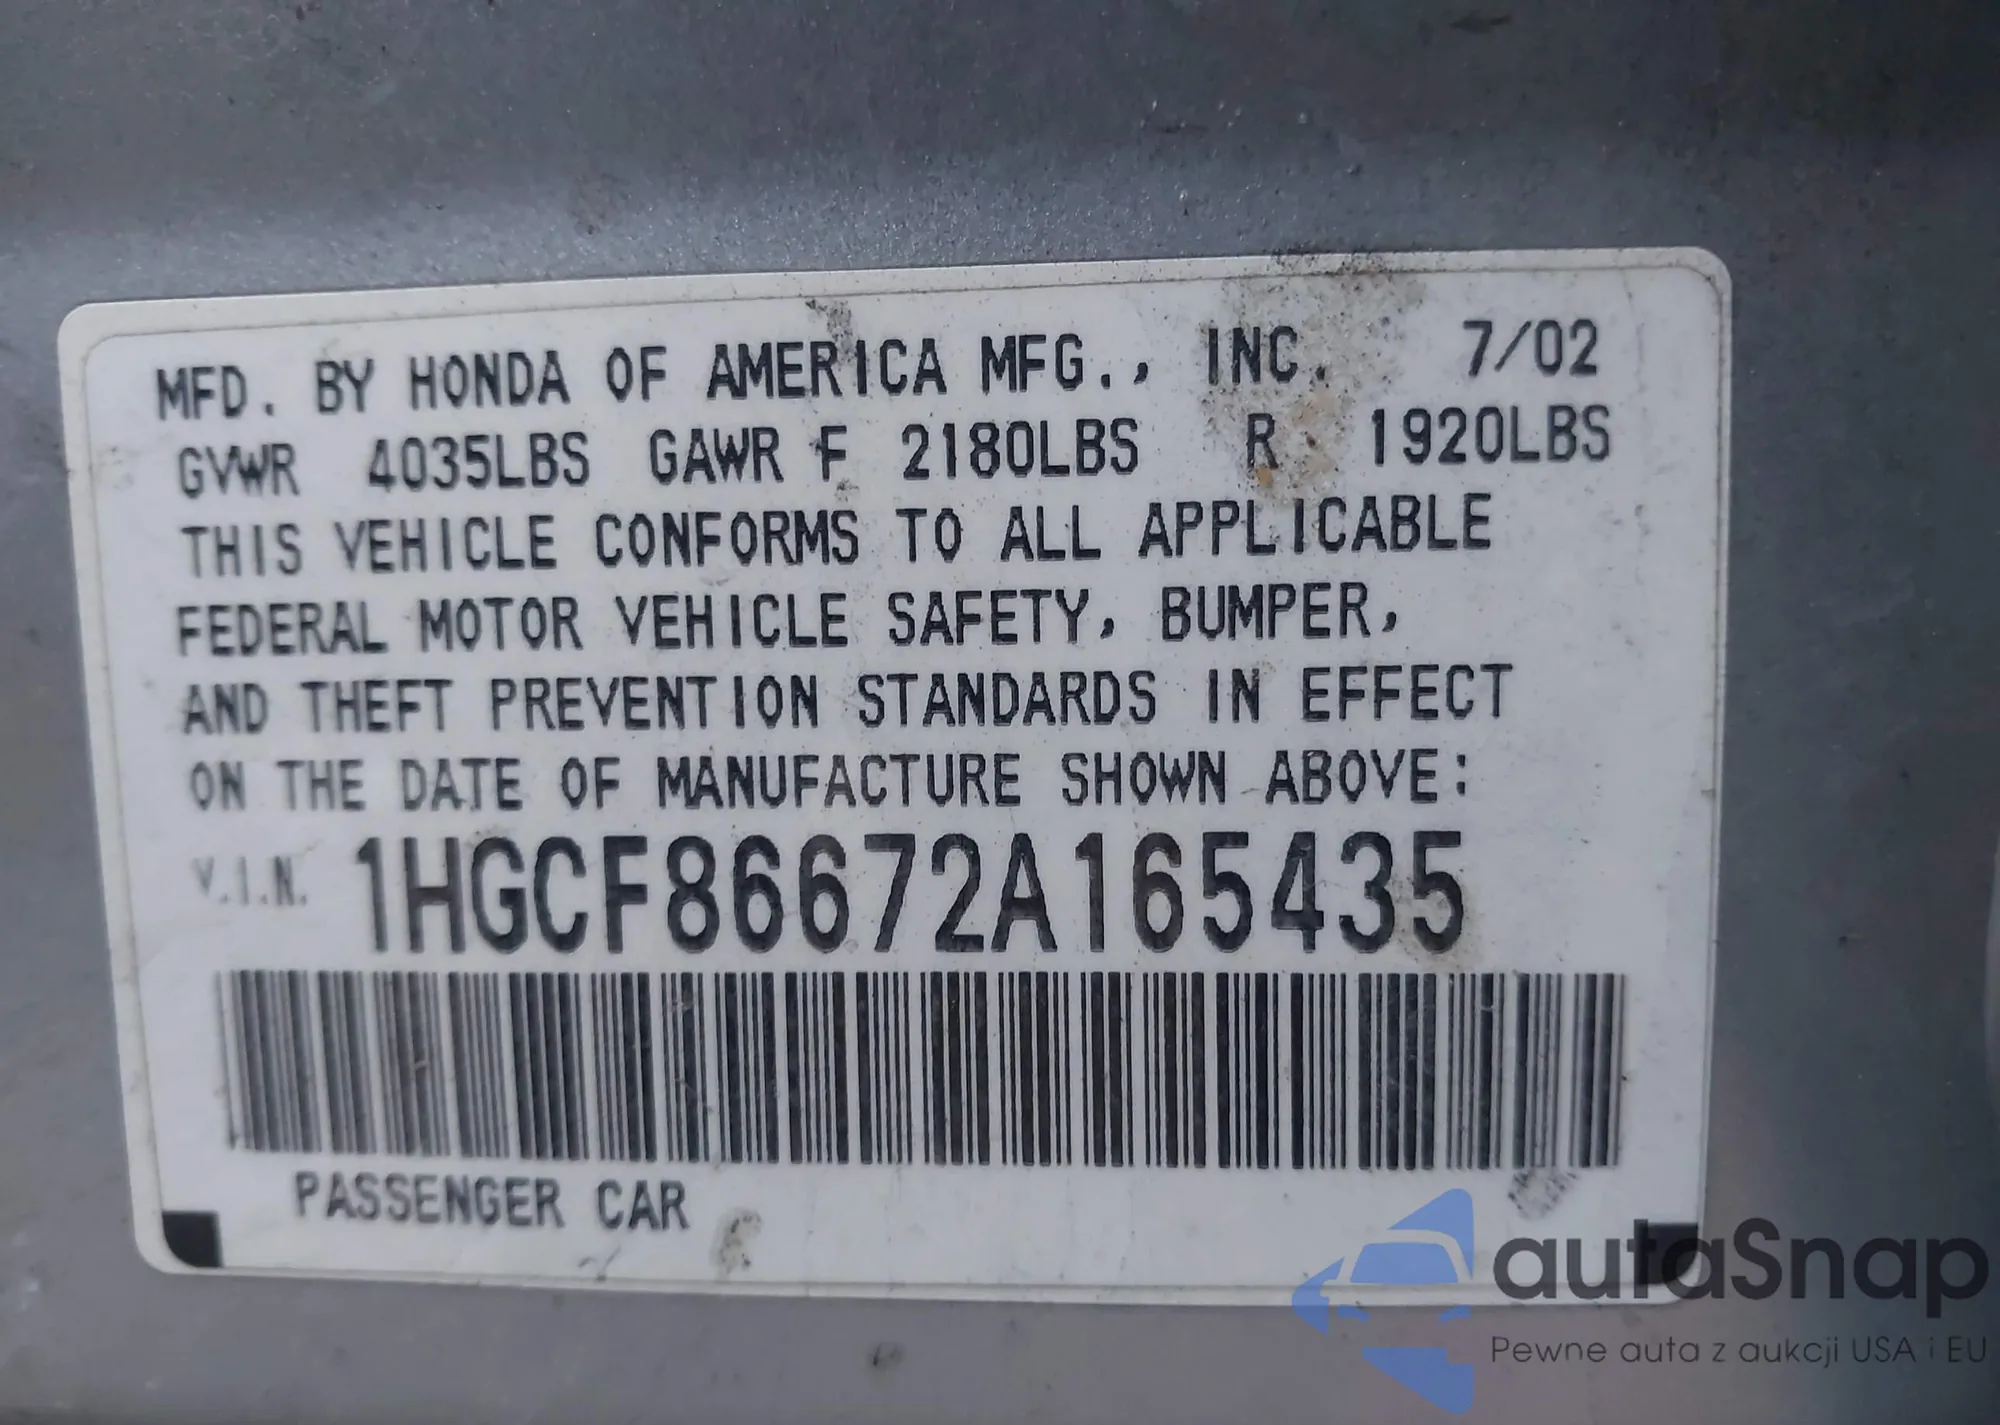 MFD. BY HONDA OF AMERICA MFG., INC. 7/02
GVWR 4035LBS GAWR F 2180LBS R 1920LBS
THIS VEHICLE CONFORMS TO ALL APPLICABLE
FEDERAL MOTOR VEHICLE SAFETY, BUMPER,
AND THEFT PREVENTION STANDARDS IN EFFECT
ON THE DATE OF MANUFACTURE SHOWN ABOVE:
V.I.N. 1HGCF86672A165435
PASSENGER CAR
autaSnap
Pewne auta z aukcji USA i EU